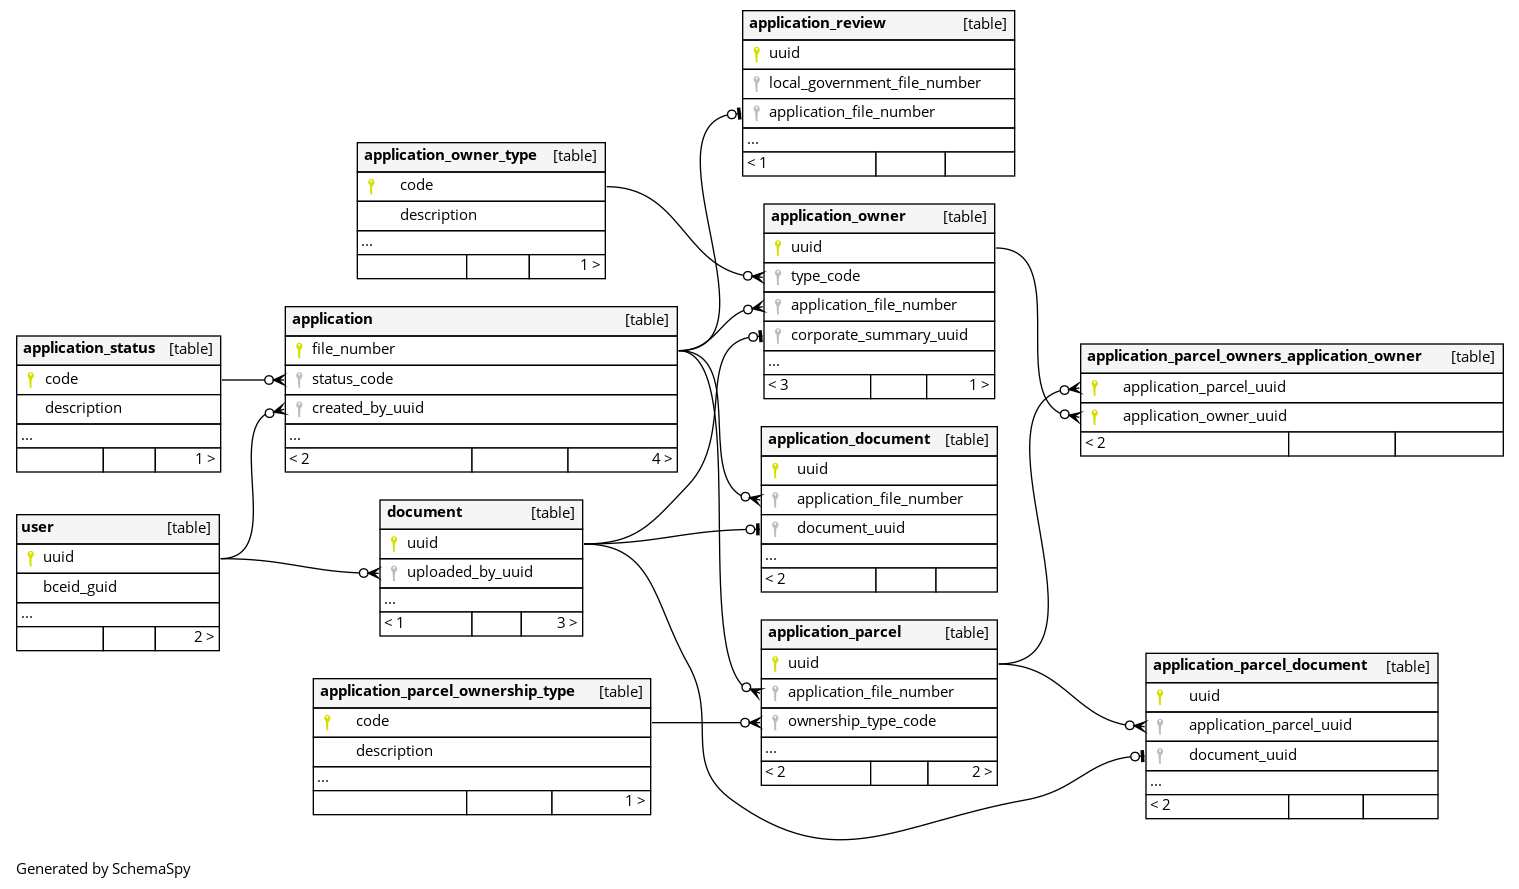 application_review [table]
uuid
local_government_file_number
application_file_number
...
< 1
application_owner_type [table]
code
description
...
1 >
application_owner [table]
uuid
type_code
application_file_number
corporate_summary_uuid
...
< 3 1 >
application [table]
file_number
status_code
created_by_uuid
...
< 2 4 >
application_status [table]
code
description
...
1 >
application_parcel_owners_application_owner [table]
application_parcel_uuid
application_owner_uuid
< 2
application_document [table]
uuid
application_file_number
document_uuid
...
< 2
document [table]
uuid
uploaded_by_uuid
...
< 1 3 >
user [table]
uuid
bceid_guid
...
2 >
application_parcel [table]
uuid
application_file_number
ownership_type_code
...
< 2 2 >
application_parcel_ownership_type [table]
code
description
...
1 >
application_parcel_document [table]
uuid
application_parcel_uuid
document_uuid
...
< 2
Generated by SchemaSpy